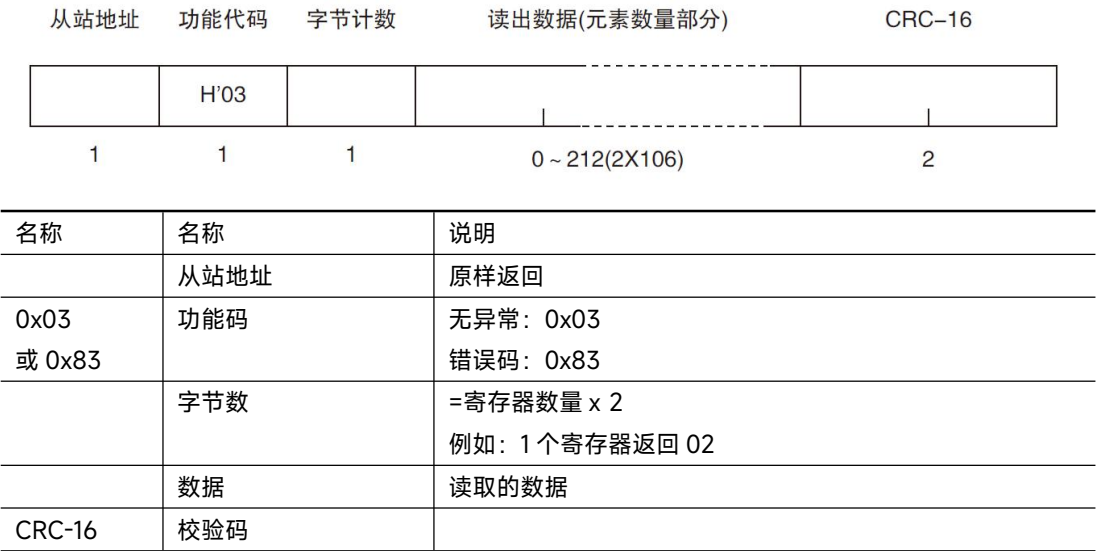 从站地址 功能代码 字节计数 读出数据(元素数量部分) CRC-16
H'03
1 1 1 0~212(2X106) 2
名称 名称 说明
从站地址 原样返回
0x03 功能码 无异常：0x03
或 0x83 错误码：0x83
字节数 =寄存器数量 x 2
例如：1个寄存器返回 02
数据 读取的数据
CRC-16 校验码